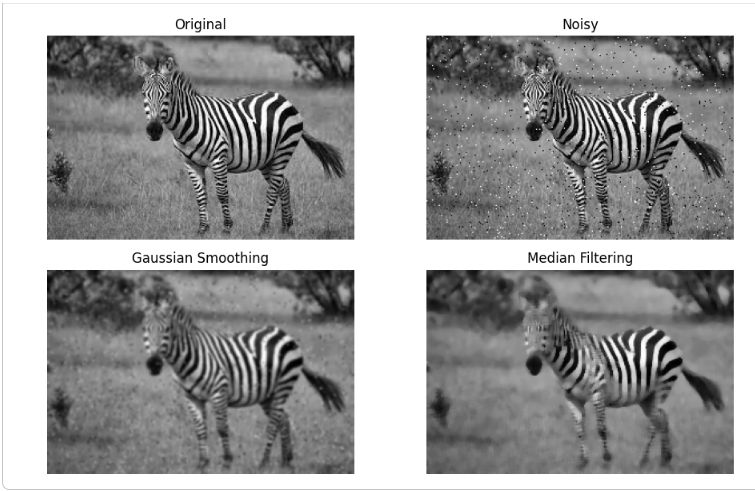 Original
Noisy
Gaussian Smoothing
Median Filtering